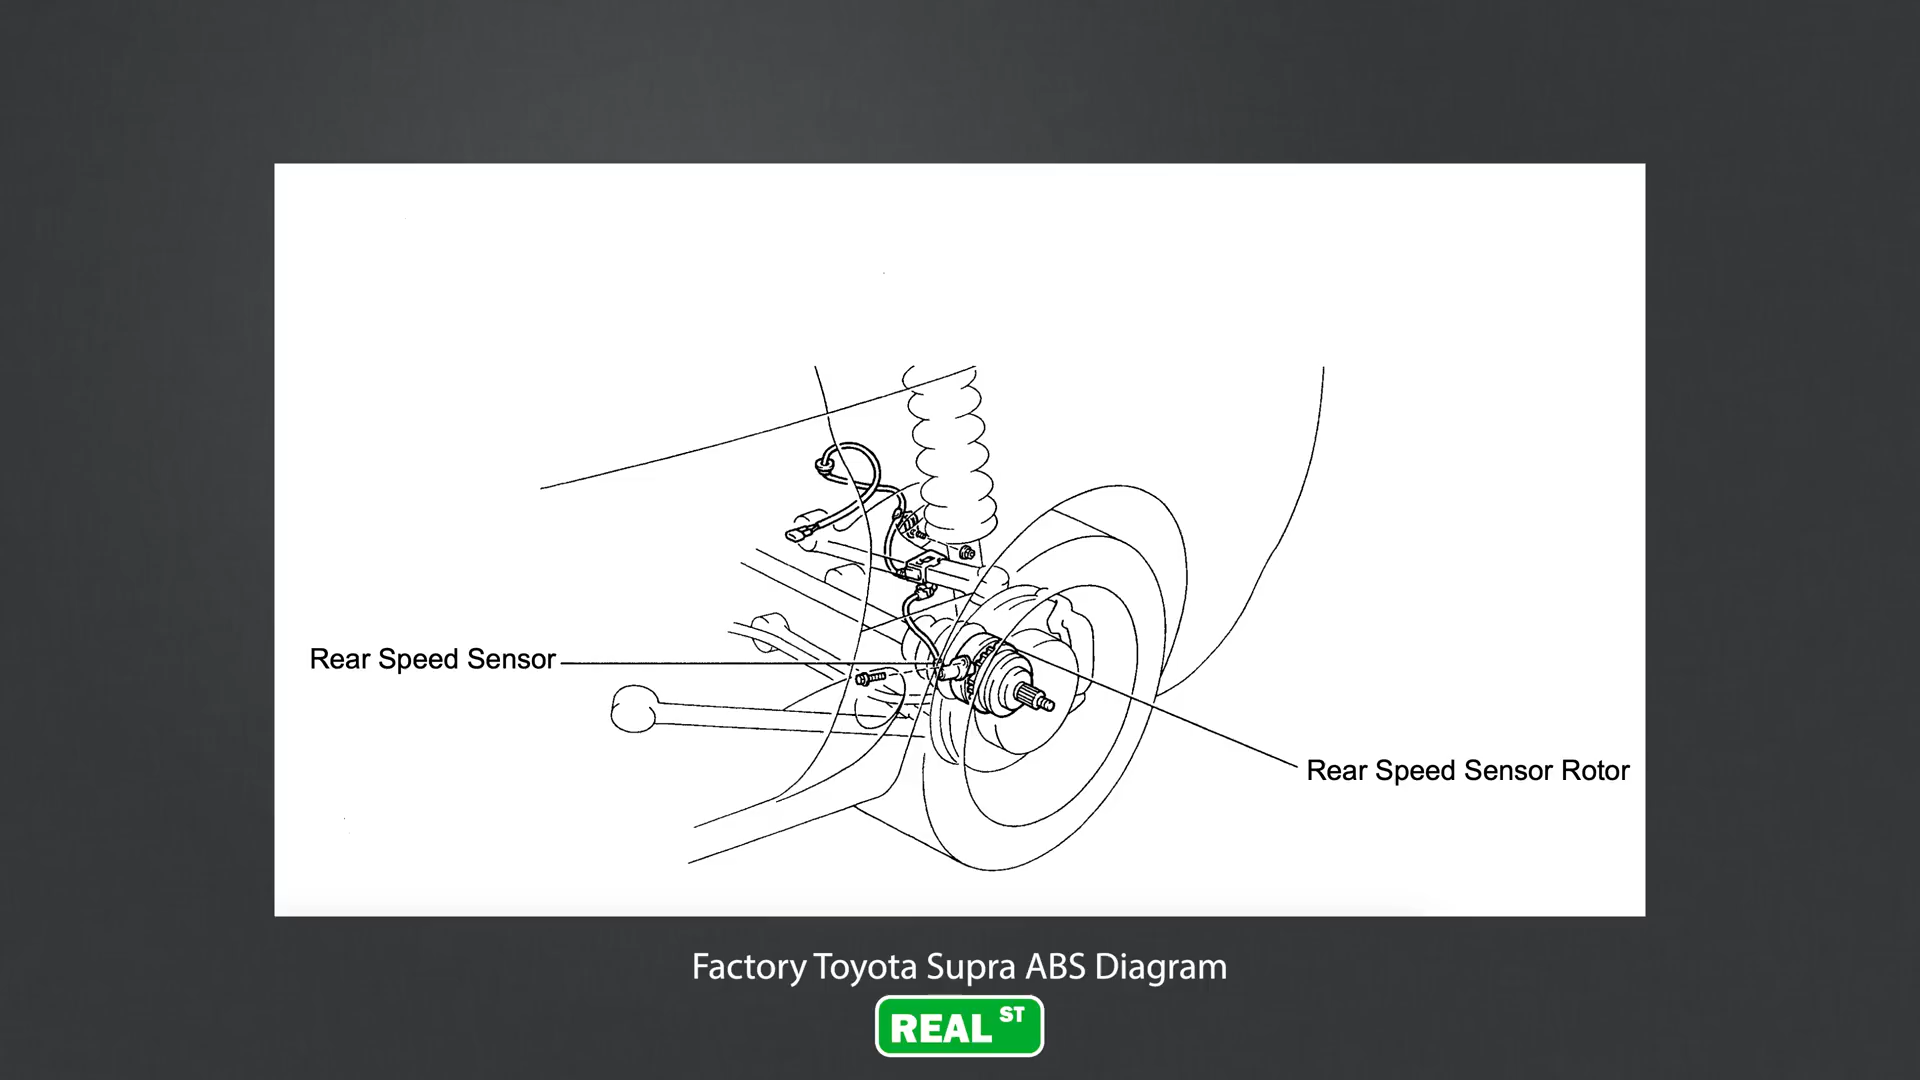 Rear Speed Sensor
Rear Speed Sensor Rotor
Factory Toyota Supra ABS Diagram
REAL ST